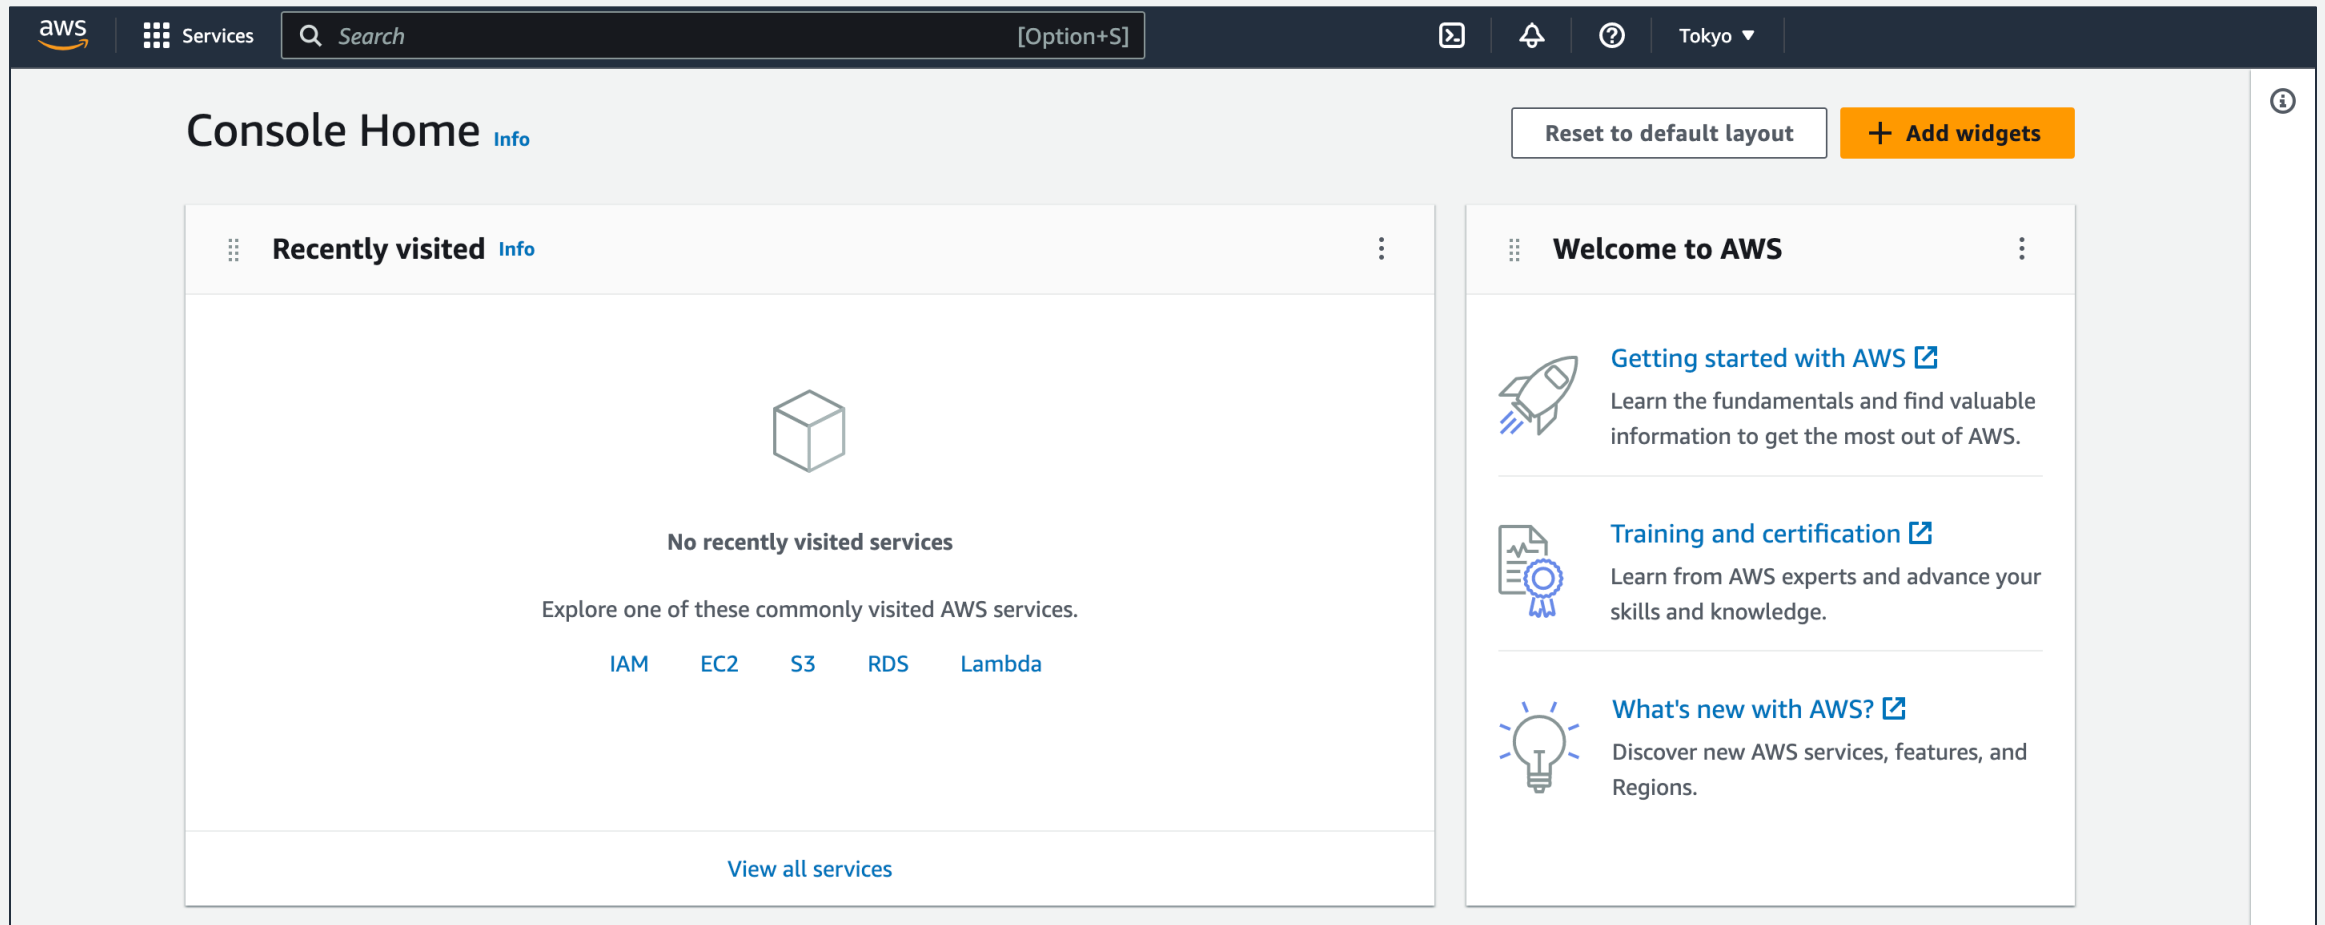 aws
Services
Search [Option+S]
Tokyo ▼
Console Home Info
Reset to default layout
+ Add widgets
Recently visited Info
No recently visited services
Explore one of these commonly visited AWS services.
IAM EC2 S3 RDS Lambda
View all services
Welcome to AWS
Getting started with AWS
Learn the fundamentals and find valuable
information to get the most out of AWS.
Training and certification
Learn from AWS experts and advance your
skills and knowledge.
What's new with AWS?
Discover new AWS services, features, and
Regions.